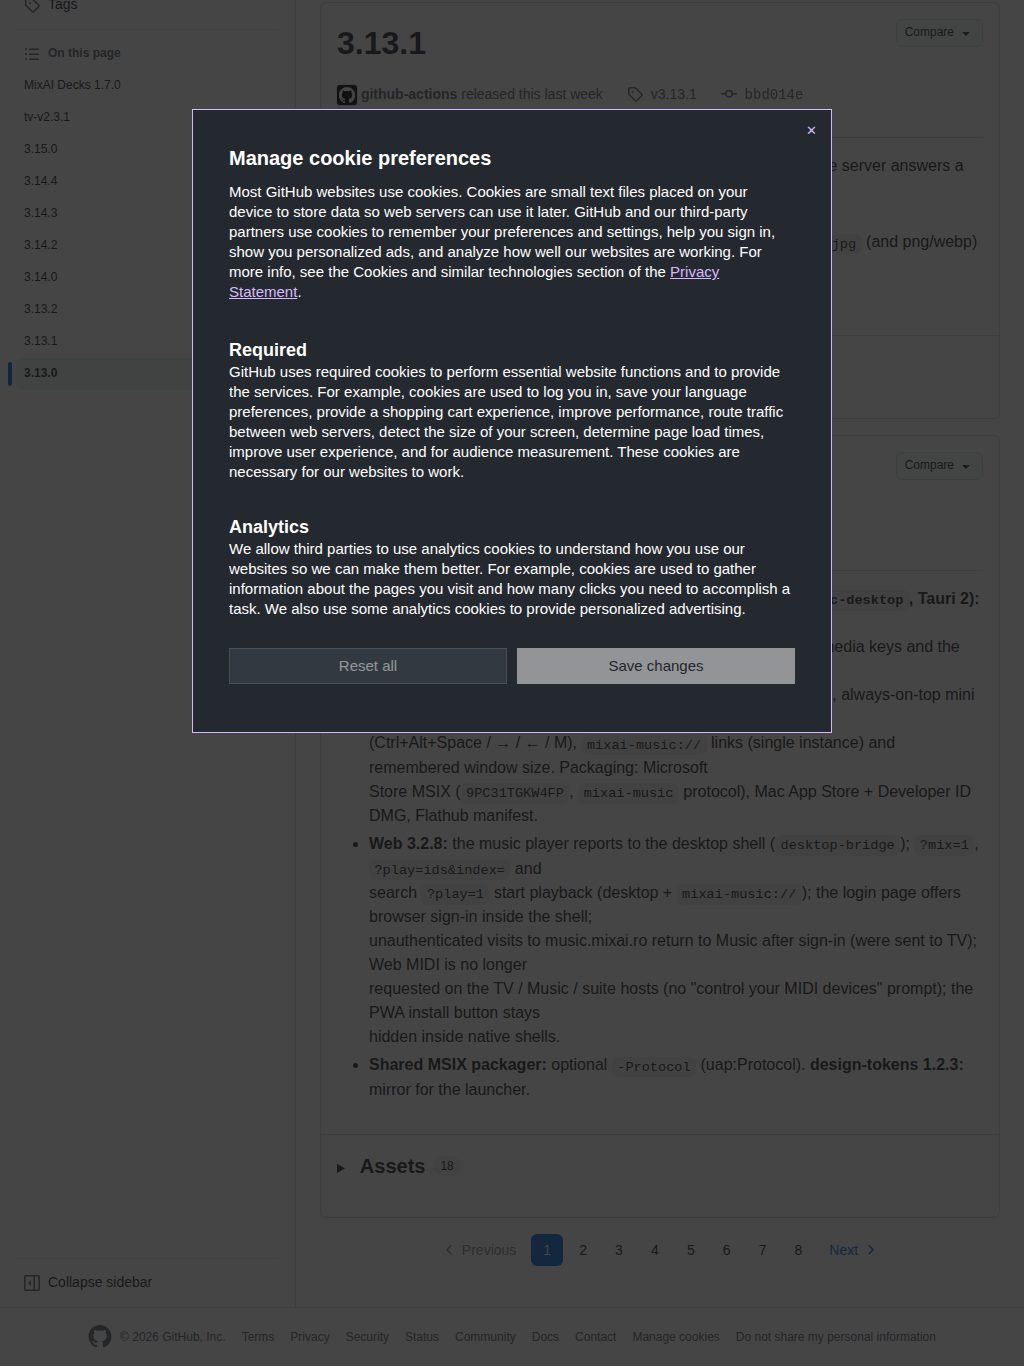 Tags
On this page
MixAI Decks 1.7.0
tv-v2.3.1
3.15.0
3.14.4
3.14.3
3.14.2
3.14.0
3.13.2
3.13.1
3.13.0
Collapse sidebar
3.13.1
Compare
github-actions released this last week
v3.13.1
bbd014e
server answers a
jpg (and png/webp)
×
Manage cookie preferences
Most GitHub websites use cookies. Cookies are small text files placed on your
device to store data so web servers can use it later. GitHub and our third-party
partners use cookies to remember your preferences and settings, help you sign in,
show you personalized ads, and analyze how well our websites are working. For
more info, see the Cookies and similar technologies section of the Privacy
Statement.
Required
GitHub uses required cookies to perform essential website functions and to provide
the services. For example, cookies are used to log you in, save your language
preferences, provide a shopping cart experience, improve performance, route traffic
between web servers, detect the size of your screen, determine page load times,
improve user experience, and for audience measurement. These cookies are
necessary for our websites to work.
Analytics
We allow third parties to use analytics cookies to understand how you use our
websites so we can make them better. For example, cookies are used to gather
information about the pages you visit and how many clicks you need to accomplish a
task. We also use some analytics cookies to provide personalized advertising.
Reset all
Save changes
Compare
c-desktop, Tauri 2):
keys and the
, always-on-top mini
(Ctrl+Alt+Space / → / ← / M), mixai-music:// links (single instance) and
remembered window size. Packaging: Microsoft
Store MSIX (9PC31TGKW4FP, mixai-music protocol), Mac App Store + Developer ID
DMG, Flathub manifest.
• Web 3.2.8: the music player reports to the desktop shell (desktop-bridge); ?mix=1,
?play=ids&index= and
search ?play=1 start playback (desktop + mixai-music://); the login page offers
browser sign-in inside the shell;
unauthenticated visits to music.mixai.ro return to Music after sign-in (were sent to TV);
Web MIDI is no longer
requested on the TV / Music / suite hosts (no "control your MIDI devices" prompt); the
PWA install button stays
hidden inside native shells.
• Shared MSIX packager: optional -Protocol (uap:Protocol). design-tokens 1.2.3:
mirror for the launcher.
Assets 18
Previous 1 2 3 4 5 6 7 8 Next
© 2026 GitHub, Inc. Terms Privacy Security Status Community Docs Contact Manage cookies Do not share my personal information